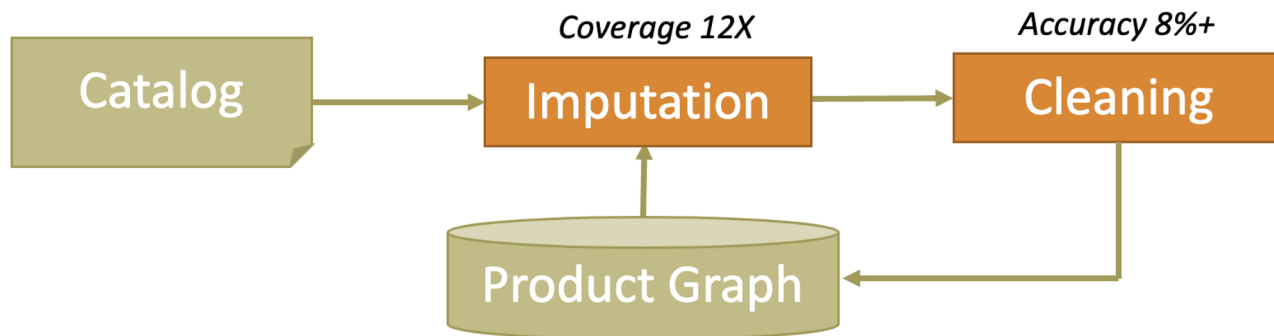 Coverage 12X
Accuracy 8%+
Catalog
Imputation
Cleaning
Product Graph